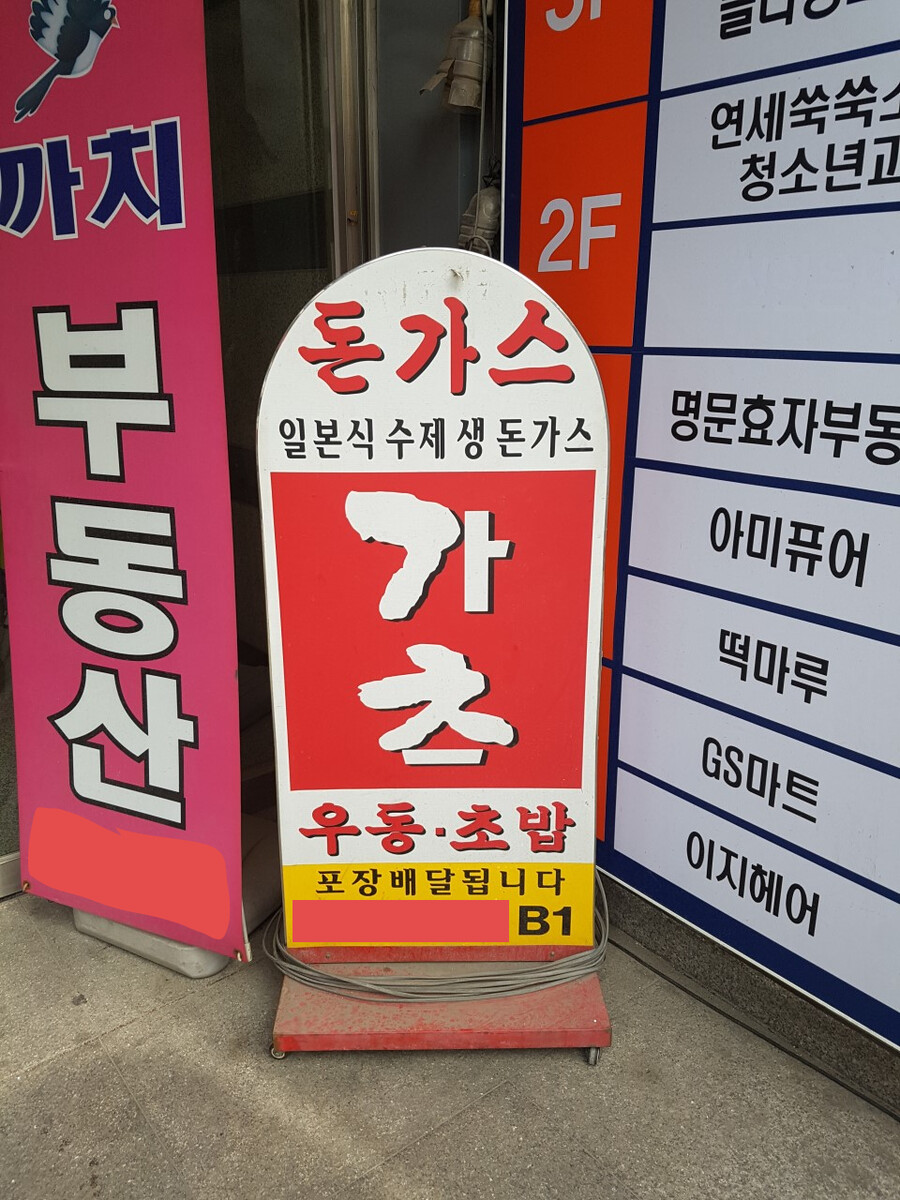 까치
부동산
돈가스
일본식 수제 생 돈가스
가츠
우동·초밥
포장배달됩니다
B1
2F
연세쑥쑥
청소년과
명문효자부동
아미퓨어
떡마루
GS마트
이지헤어